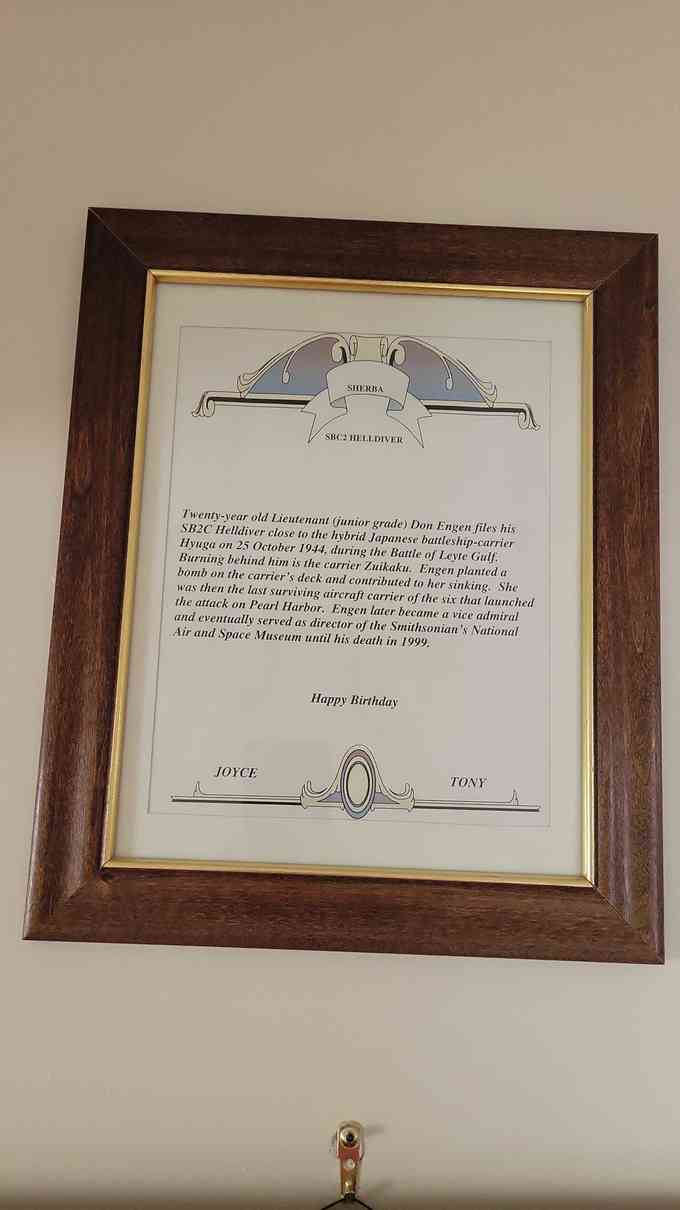 SHERBA
SBC2 HELLDIVER
Twenty-year old Lieutenant (junior grade) Don Engen files his
SB2C Helldiver close to the hybrid Japanese battleship-carrier
Hyuga on 25 October 1944, during the Battle of Leyte Gulf.
Burning behind him is the carrier Zuikaku.  Engen planted a
bomb on the carrier's deck and contributed to her sinking.  She
was then the last surviving aircraft carrier of the six that launched
the attack on Pearl Harbor.  Engen later became a vice admiral
and eventually served as director of the Smithsonian's National
Air and Space Museum until his death in 1999.
Happy Birthday
JOYCE
TONY